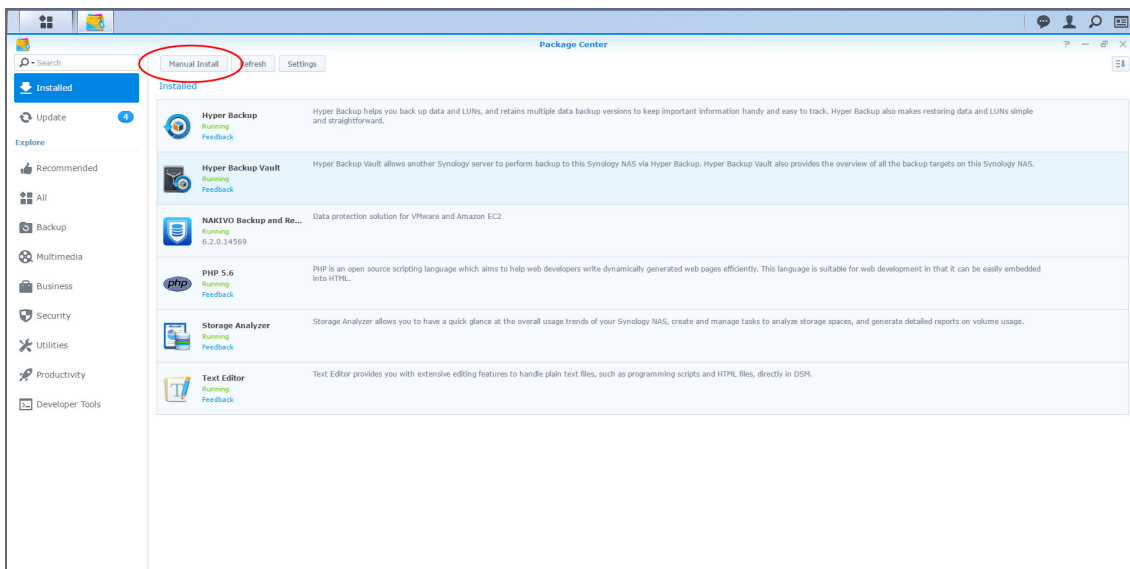 Package Center
Search
Manual Install
Refresh
Settings
Installed
Installed
Update
4
Explore
Recommended
All
Backup
Multimedia
Business
Security
Utilities
Productivity
Developer Tools
Hyper Backup
Running
Feedback
Hyper Backup helps you back up data and LUNs, and retains multiple data backup versions to keep important information handy and easy to track. Hyper Backup also makes restoring data and LUNs simple
and straightforward.
Hyper Backup Vault
Running
Feedback
Hyper Backup Vault allows another Synology server to perform backup to this Synology NAS via Hyper Backup. Hyper Backup Vault also provides the overview of all the backup targets on this Synology NAS.
NAKIVO Backup and Re...
Running
6.2.0.14569
Data protection solution for VMware and Amazon EC2
php
PHP 5.6
Running
Feedback
PHP is an open source scripting language which aims to help web developers write dynamically generated web pages efficiently. This language is suitable for web development in that it can be easily embedded
into HTML.
Storage Analyzer
Running
Feedback
Storage Analyzer allows you to have a quick glance at the overall usage trends of your Synology NAS, create and manage tasks to analyze storage spaces, and generate detailed reports on volume usage.
Text Editor
Running
Feedback
Text Editor provides you with extensive editing features to handle plain text files, such as programming scripts and HTML files, directly in DSM.